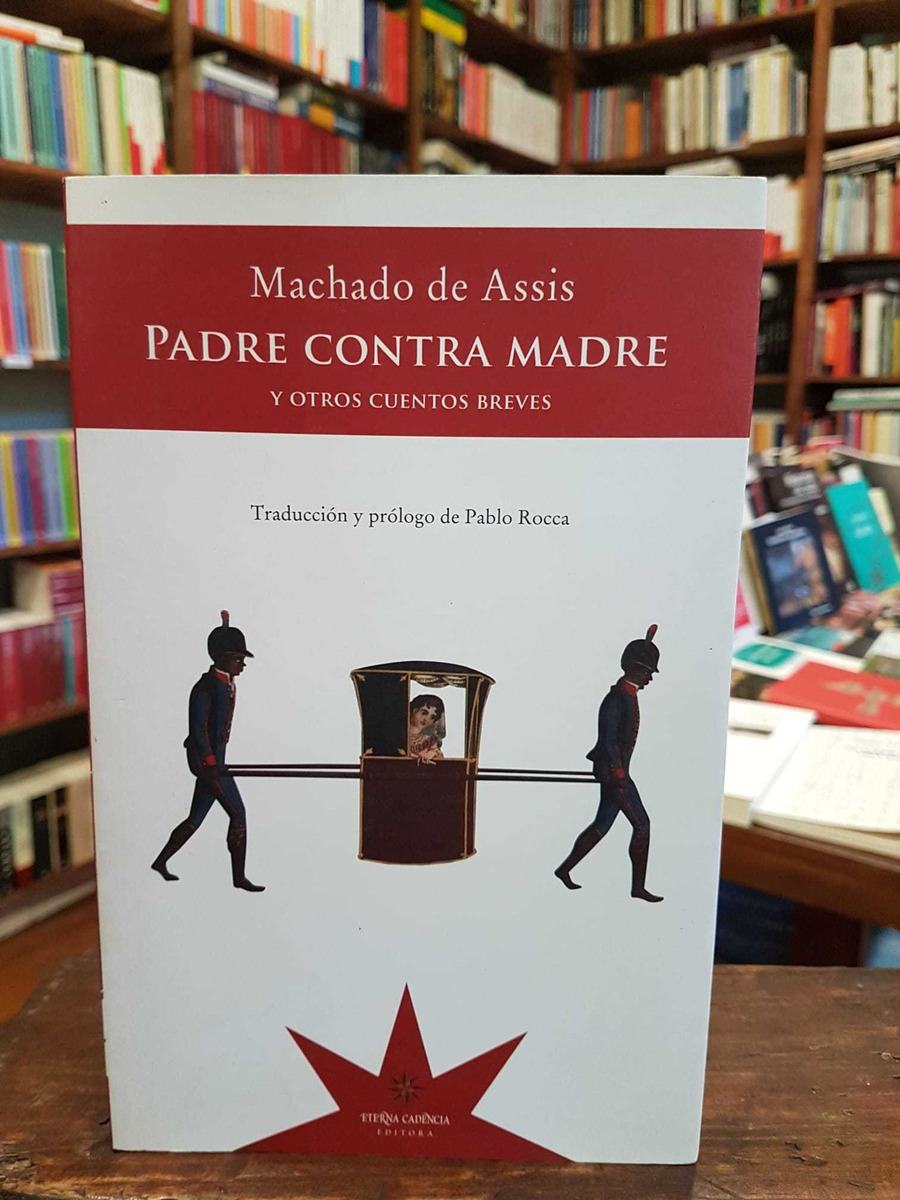 Machado de Assis
PADRE CONTRA MADRE
Y OTROS CUENTOS BREVES
Traducción y prólogo de Pablo Rocca
ETERNA CADENCIA
EDITORA